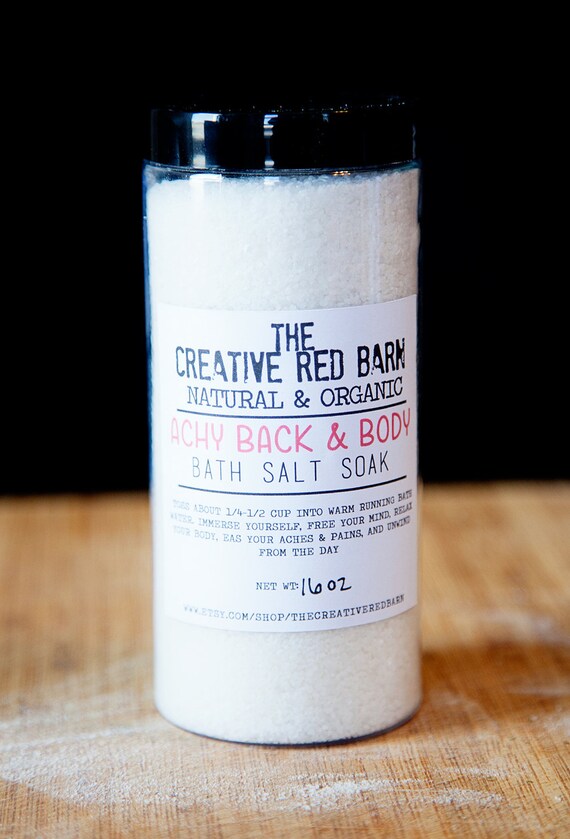 THE
CREATIVE RED BARN
NATURAL & ORGANIC
ACHY BACK & BODY
BATH SALT SOAK
TOSS ABOUT 1/4-1/2 CUP INTO WARM RUNNING BATH
WATER. IMMERSE YOURSELF, FREE YOUR MIND, RELAX
YOUR BODY, EAS YOUR ACHES & PAINS, AND UNWIND
FROM THE DAY
NET WT: 16 OZ
WWW.ETSY.COM/SHOP/THECREATIVEREDBARN